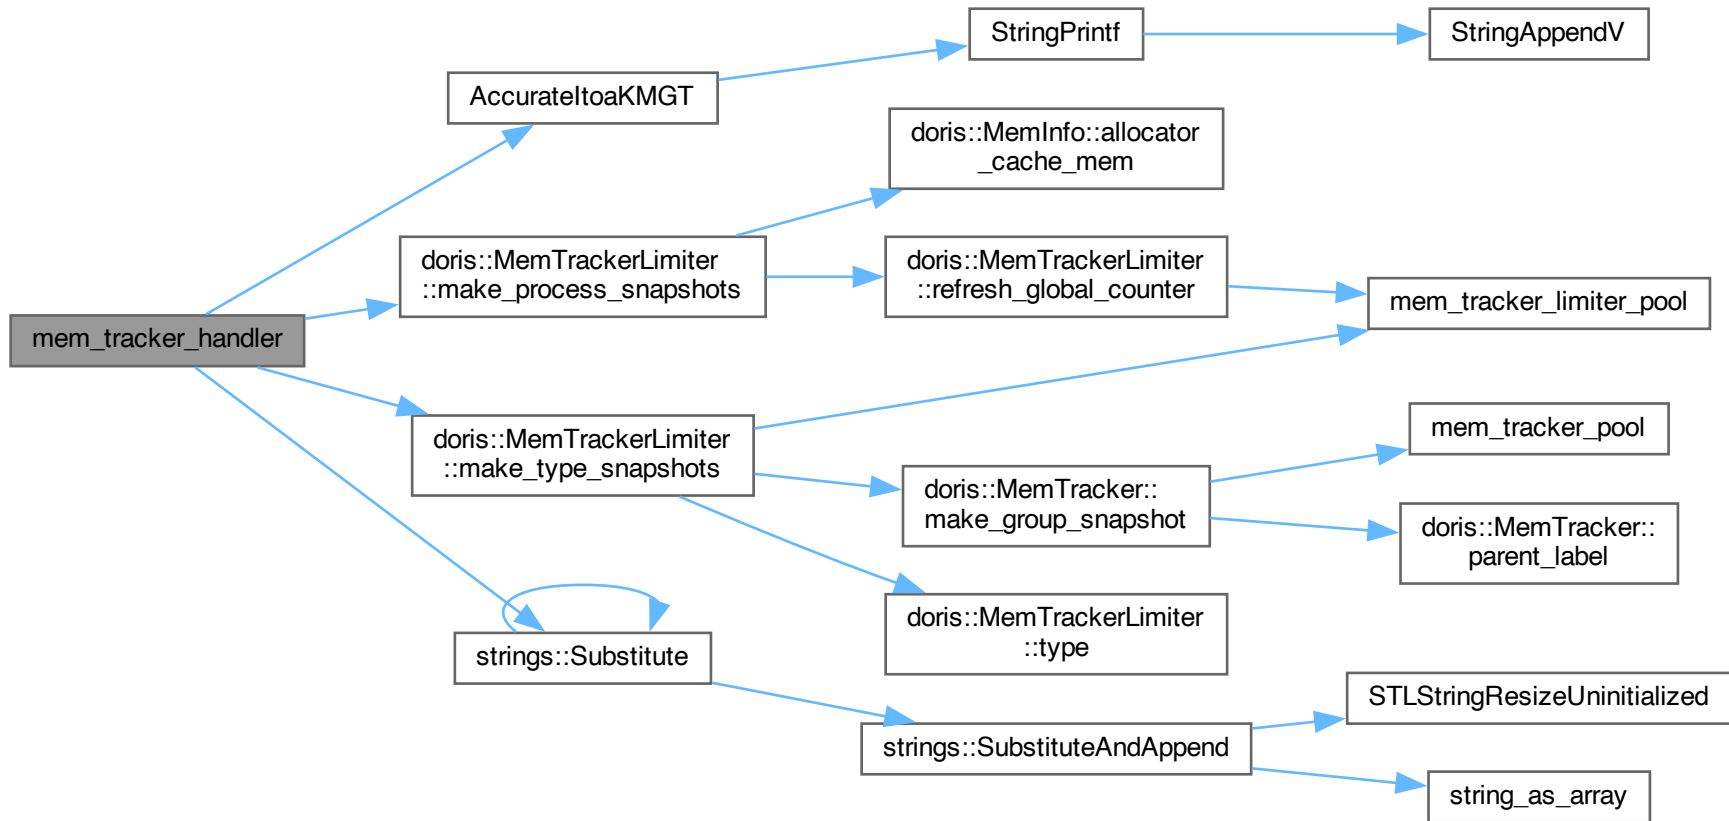 StringPrintf
StringAppendV
AccurateItoaKMGT
doris::MemInfo::allocator
_cache_mem
doris::MemTrackerLimiter
::make_process_snapshots
doris::MemTrackerLimiter
::refresh_global_counter
mem_tracker_limiter_pool
mem_tracker_handler
doris::MemTrackerLimiter
::make_type_snapshots
mem_tracker_pool
doris::MemTracker::
make_group_snapshot
doris::MemTracker::
parent_label
doris::MemTrackerLimiter
::type
strings::Substitute
STLStringResizeUninitialized
strings::SubstituteAndAppend
string_as_array